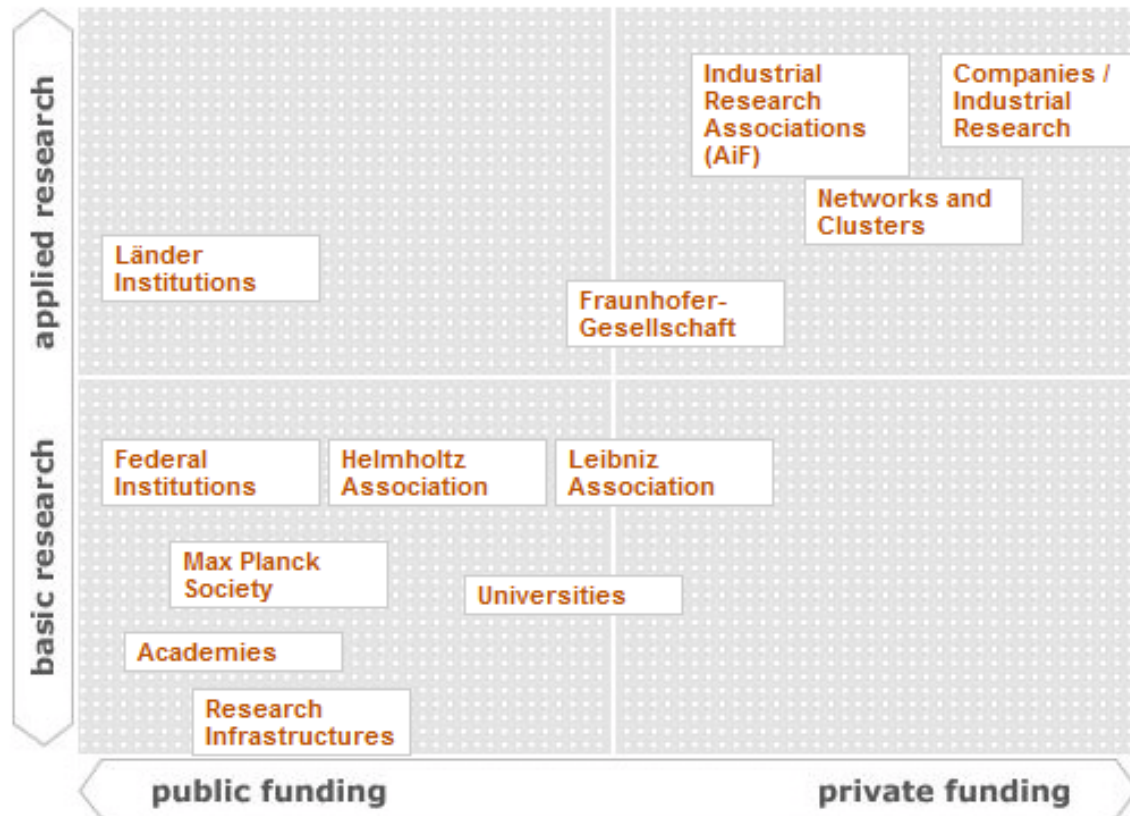 applied research
basic research
Industrial
Research
Associations
(AiF)
Companies /
Industrial
Research
Networks and
Clusters
Länder
Institutions
Fraunhofer-
Gesellschaft
Federal
Institutions
Helmholtz
Association
Leibniz
Association
Max Planck
Society
Universities
Academies
Research
Infrastructures
public funding
private funding